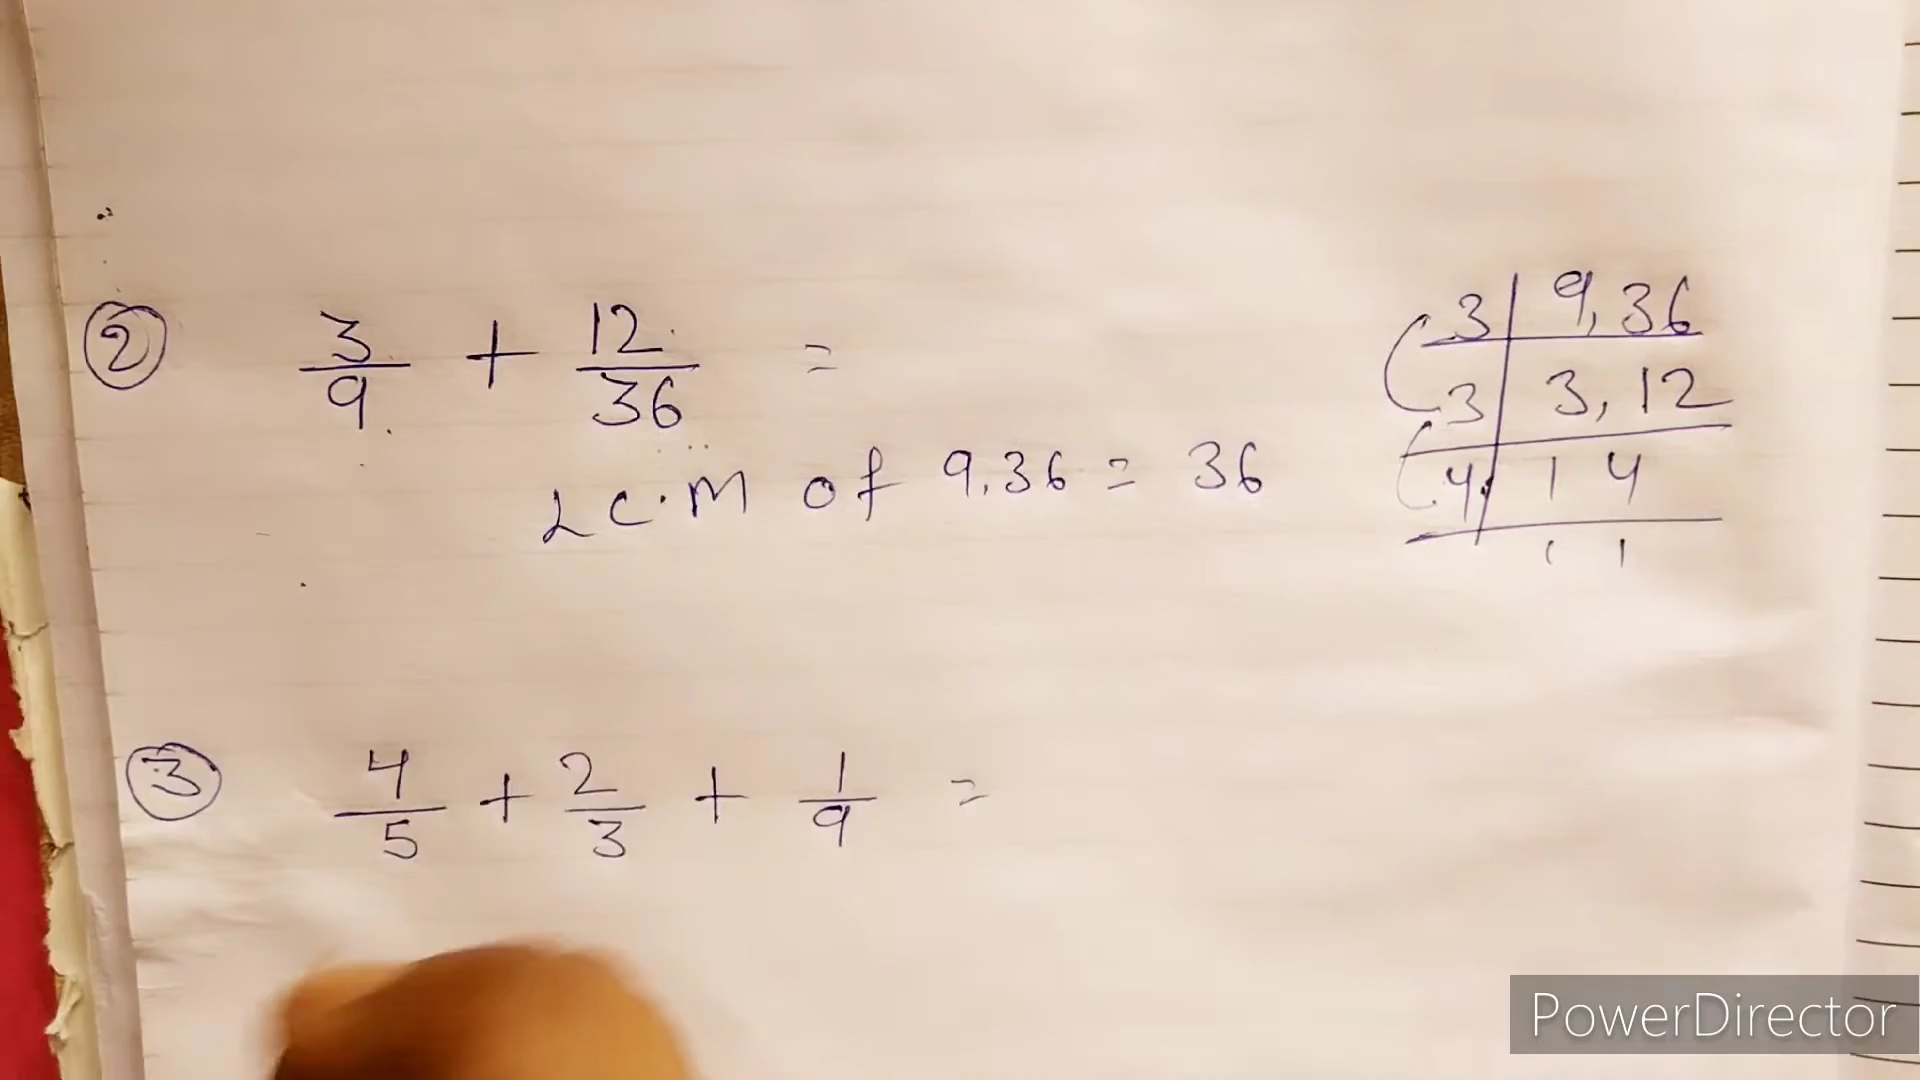 ② 3/9 + 12/36 =
L C.M of 9,36 = 36
3 | 9, 36
3 | 3, 12
4 | 1 4
1 1
③ 4/5 + 2/3 + 1/9 =
PowerDirector